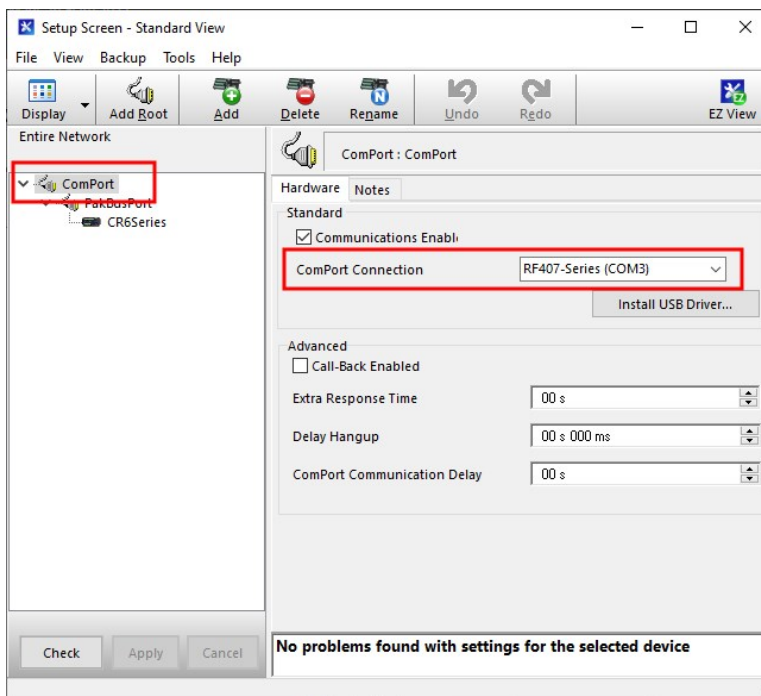 Setup Screen - Standard View
File View Backup Tools Help
Display Add Root Add Delete Rename Undo Redo EZ View
Entire Network
ComPort : ComPort
ComPort
PakBusPort
CR6Series
Hardware Notes
Standard
Communications Enabl
ComPort Connection RF407-Series (COM3)
Install USB Driver...
Advanced
Call-Back Enabled
Extra Response Time 00 s
Delay Hangup 00 s 000 ms
ComPort Communication Delay 00 s
Check Apply Cancel
No problems found with settings for the selected device